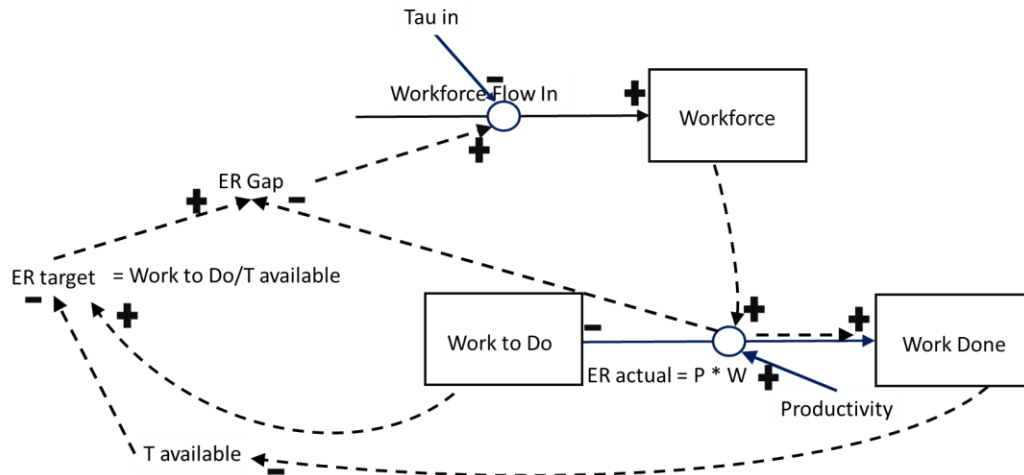 Tau in
Workforce Flow In
Workforce
ER Gap
ER target = Work to Do/T available
Work to Do
Work Done
ER actual = P * W
Productivity
T available